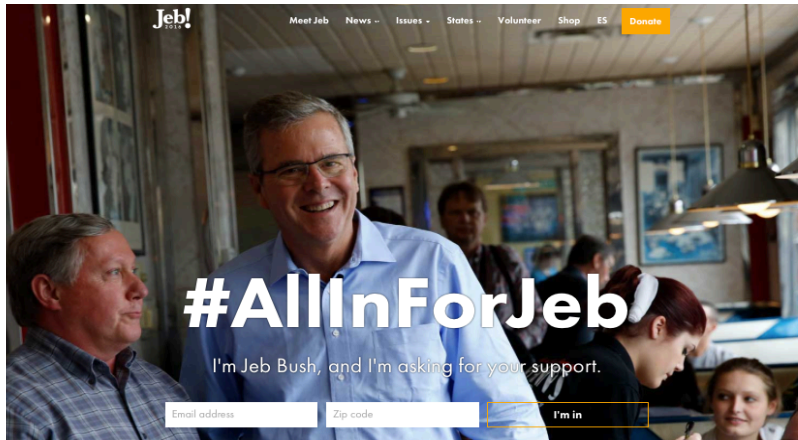 Jeb!
2016
Meet Jeb News Issues States Volunteer Shop ES Donate
#AllInForJeb
I'm Jeb Bush, and I'm asking for your support.
Email address Zip code I'm in